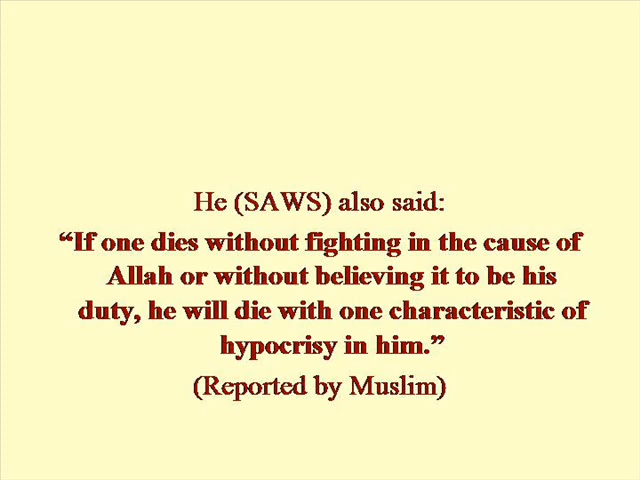 He (SAWS) also said:
“If one dies without fighting in the cause of
Allah or without believing it to be his
duty, he will die with one characteristic of
hypocrisy in him.”
(Reported by Muslim)